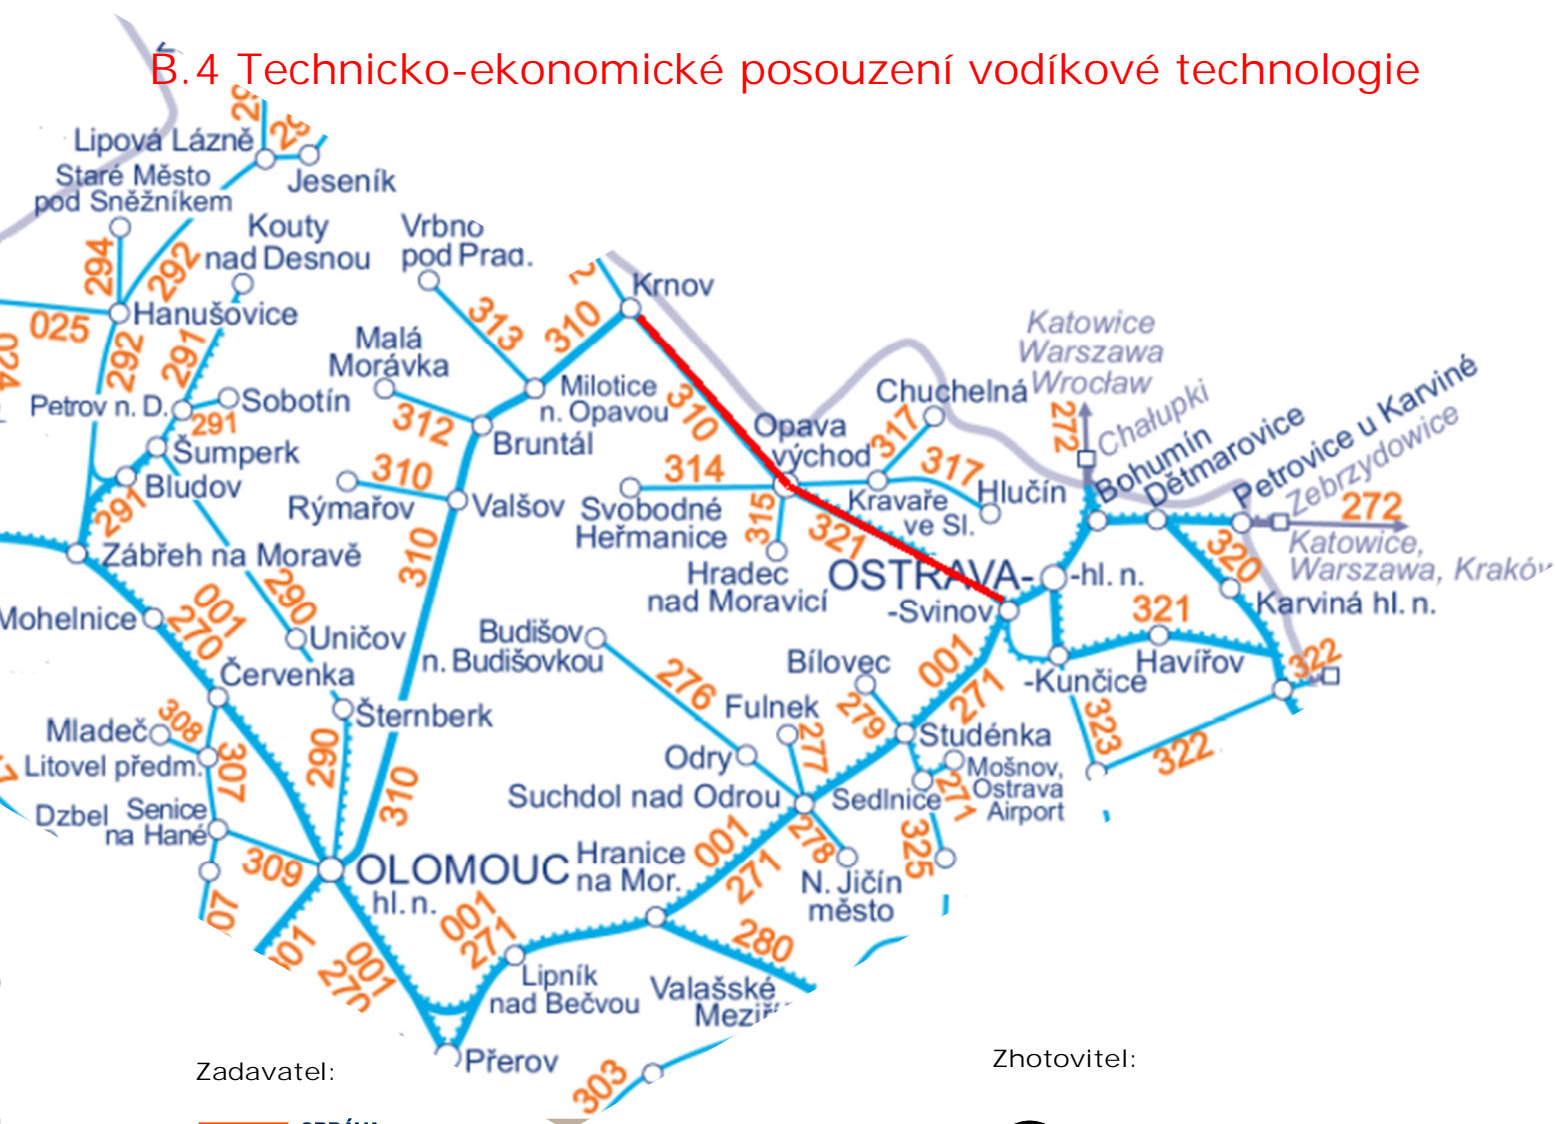 B.4 Technicko-ekonomické posouzení vodíkové technologie
Lipová Lázně
Jeseník
Staré Město
pod Sněžníkem
Kouty
nad Desnou
Vrbno
pod Prad.
294
292
Hanušovice
025
292
291
024
313
310
Krnov
Malá
Morávka
Petrov n. D.
Sobotín
291
312
Milotice
n. Opavou
310
Bruntál
Šumperk
Bludov
291
310
Rýmařov
Valšov
310
314
Svobodné
Heřmanice
Opava
východ
315
Hradec
nad Moravicí
Chuchelná
317
317
Kravaře
ve Sl.
Hlučín
321
Katowice
Warszawa
Wrocław
272
Chałupki
Bohumín
Dětmarovice
Petrovice u Karviné
Zebrzydowice
272
Katowice,
Warszawa, Kraków
320
Karviná hl. n.
OSTRAVA-
-hl. n.
-Svinov
321
Havířov
-Kunčice
322
323
322
Zábřeh na Moravě
290
001
270
Mohelnice
Uničov
Červenka
Šternberk
290
310
Budišov
n. Budišovkou
276
Bílovec
279
001
271
Fulnek
277
Studénka
Odry
Mošnov,
Ostrava
Airport
271
Sedlnice
325
Suchdol nad Odrou
278
N. Jičín
město
001
271
Mladeč
308
Litovel předm.
307
Dzbel
Senice
na Hané
309
OLOMOUC
hl. n.
Hranice
na Mor.
280
001
271
001
270
Lipník
nad Bečvou
Valašské
Přerov
303
Zadavatel:
Zhotovitel:
SPRÁVA